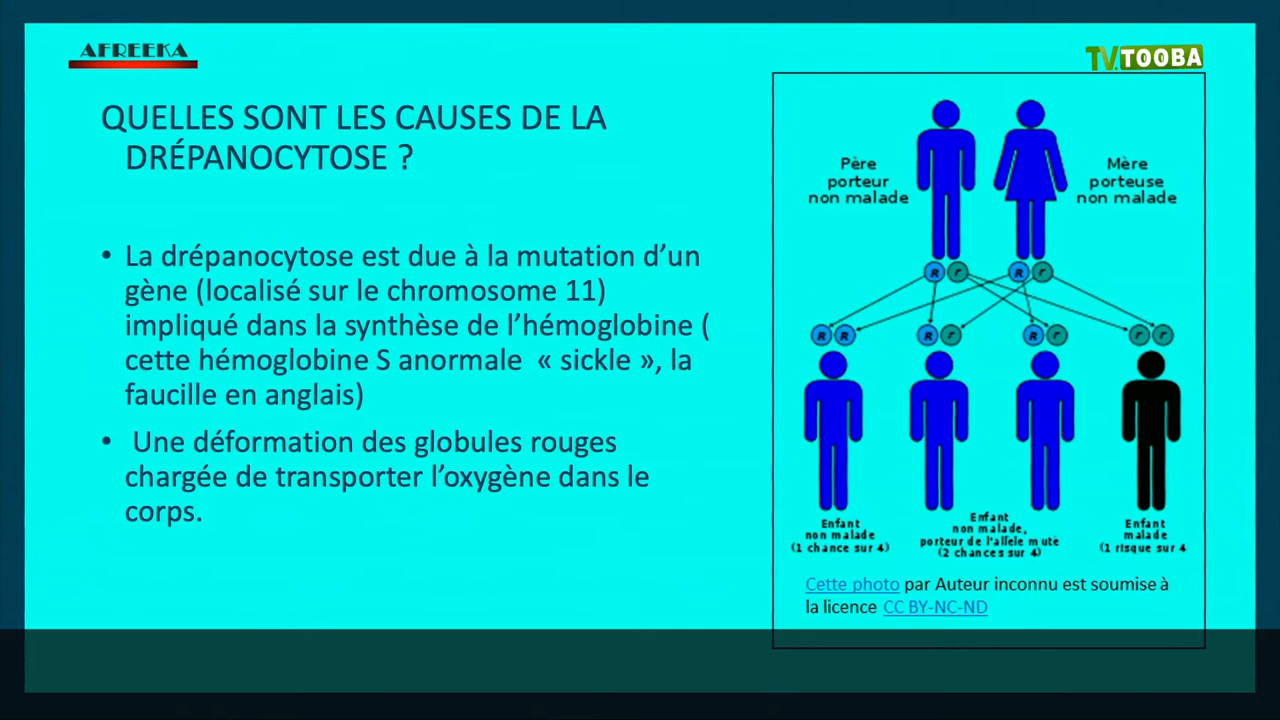 AFREEKA
TV.TOOBA
QUELLES SONT LES CAUSES DE LA
DRÉPANOCYTOSE ?
• La drépanocytose est due à la mutation d’un
gène (localisé sur le chromosome 11)
impliqué dans la synthèse de l’hémoglobine (
cette hémoglobine S anormale « sickle », la
faucille en anglais)
• Une déformation des globules rouges
chargée de transporter l’oxygène dans le
corps.
Père
porteur
non malade
Mère
porteuse
non malade
R r R r
R R R r R r r r
Enfant
non malade
(1 chance sur 4)
Enfant
non malade,
porteur de l'allèle muté
(2 chances sur 4)
Enfant
malade
(1 risque sur 4
Cette photo par Auteur inconnu est soumise à
la licence CC BY-NC-ND